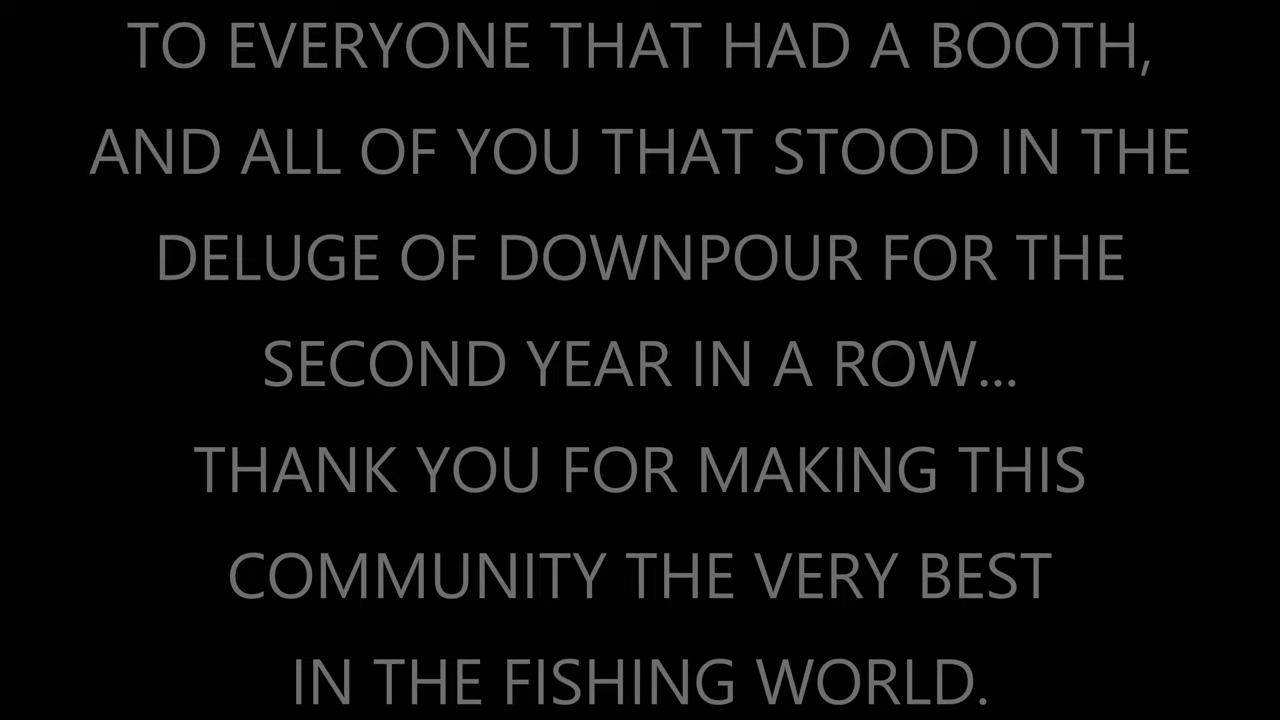 TO EVERYONE THAT HAD A BOOTH,
AND ALL OF YOU THAT STOOD IN THE
DELUGE OF DOWNPOUR FOR THE
SECOND YEAR IN A ROW...
THANK YOU FOR MAKING THIS
COMMUNITY THE VERY BEST
IN THE FISHING WORLD.